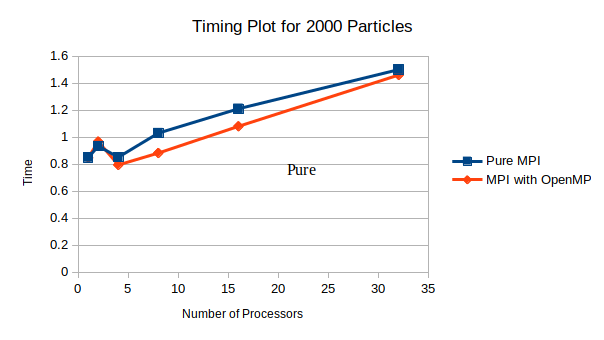 Timing Plot for 2000 Particles
1.6
1.4
1.2
1
0.8
0.6
0.4
0.2
0
Time
Pure
0 5 10 15 20 25 30 35
Number of Processors
Pure MPI
MPI with OpenMP